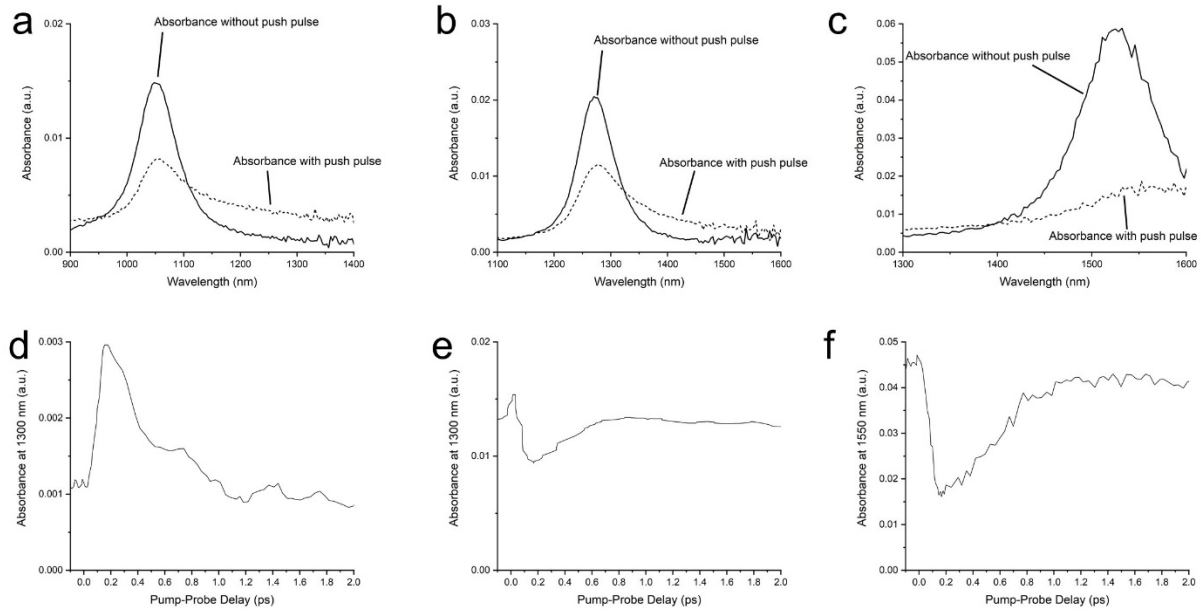 a
Absorbance without push pulse
Absorbance with push pulse
0.02
0.01
0.00
Absorbance (a.u.)
900 1000 1100 1200 1300 1400
Wavelength (nm)
b
Absorbance without push pulse
Absorbance with push pulse
0.03
0.02
0.01
0.00
Absorbance (a.u.)
1100 1200 1300 1400 1500 1600
Wavelength (nm)
c
Absorbance without push pulse
Absorbance with push pulse
0.06
0.05
0.04
0.03
0.02
0.01
0.00
Absorbance (a.u.)
1300 1400 1500 1600
Wavelength (nm)
d
0.003
0.002
0.001
0.000
Absorbance at 1300 nm (a.u.)
0.0 0.2 0.4 0.6 0.8 1.0 1.2 1.4 1.6 1.8 2.0
Pump-Probe Delay (ps)
e
0.02
0.01
0.00
Absorbance at 1300 nm (a.u.)
0.0 0.2 0.4 0.6 0.8 1.0 1.2 1.4 1.6 1.8 2.0
Pump-Probe Delay (ps)
f
0.05
0.04
0.03
0.02
0.01
0.00
Absorbance at 1550 nm (a.u.)
0.0 0.2 0.4 0.6 0.8 1.0 1.2 1.4 1.6 1.8 2.0
Pump-Probe Delay (ps)